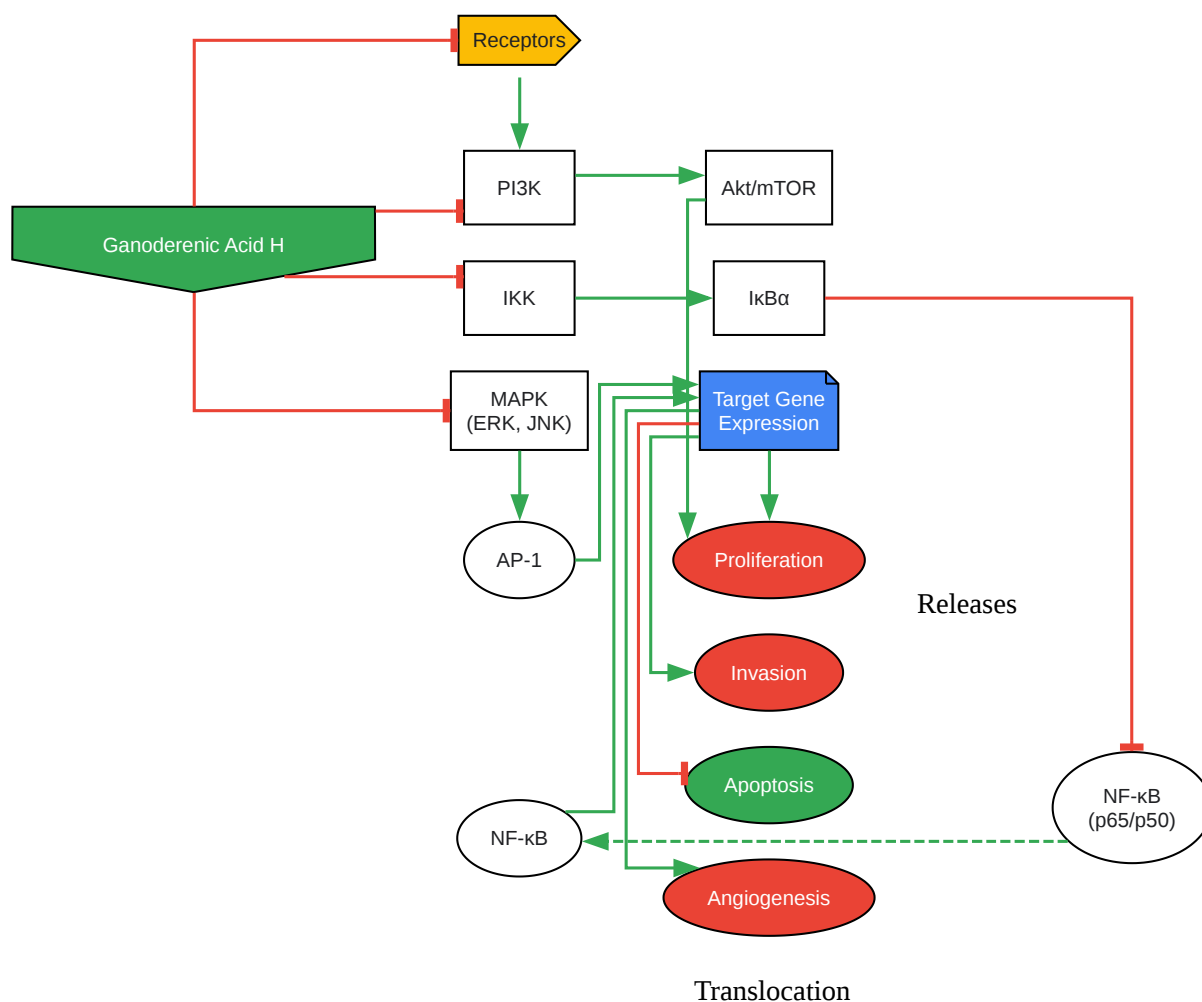 Receptors
PI3K
Akt/mTOR
Ganoderenic Acid H
IKK
IκBα
MAPK
(ERK, JNK)
Target Gene
Expression
AP-1
Proliferation
Releases
Invasion
Apoptosis
NF-κB
(p65/p50)
NF-κB
Angiogenesis
Translocation